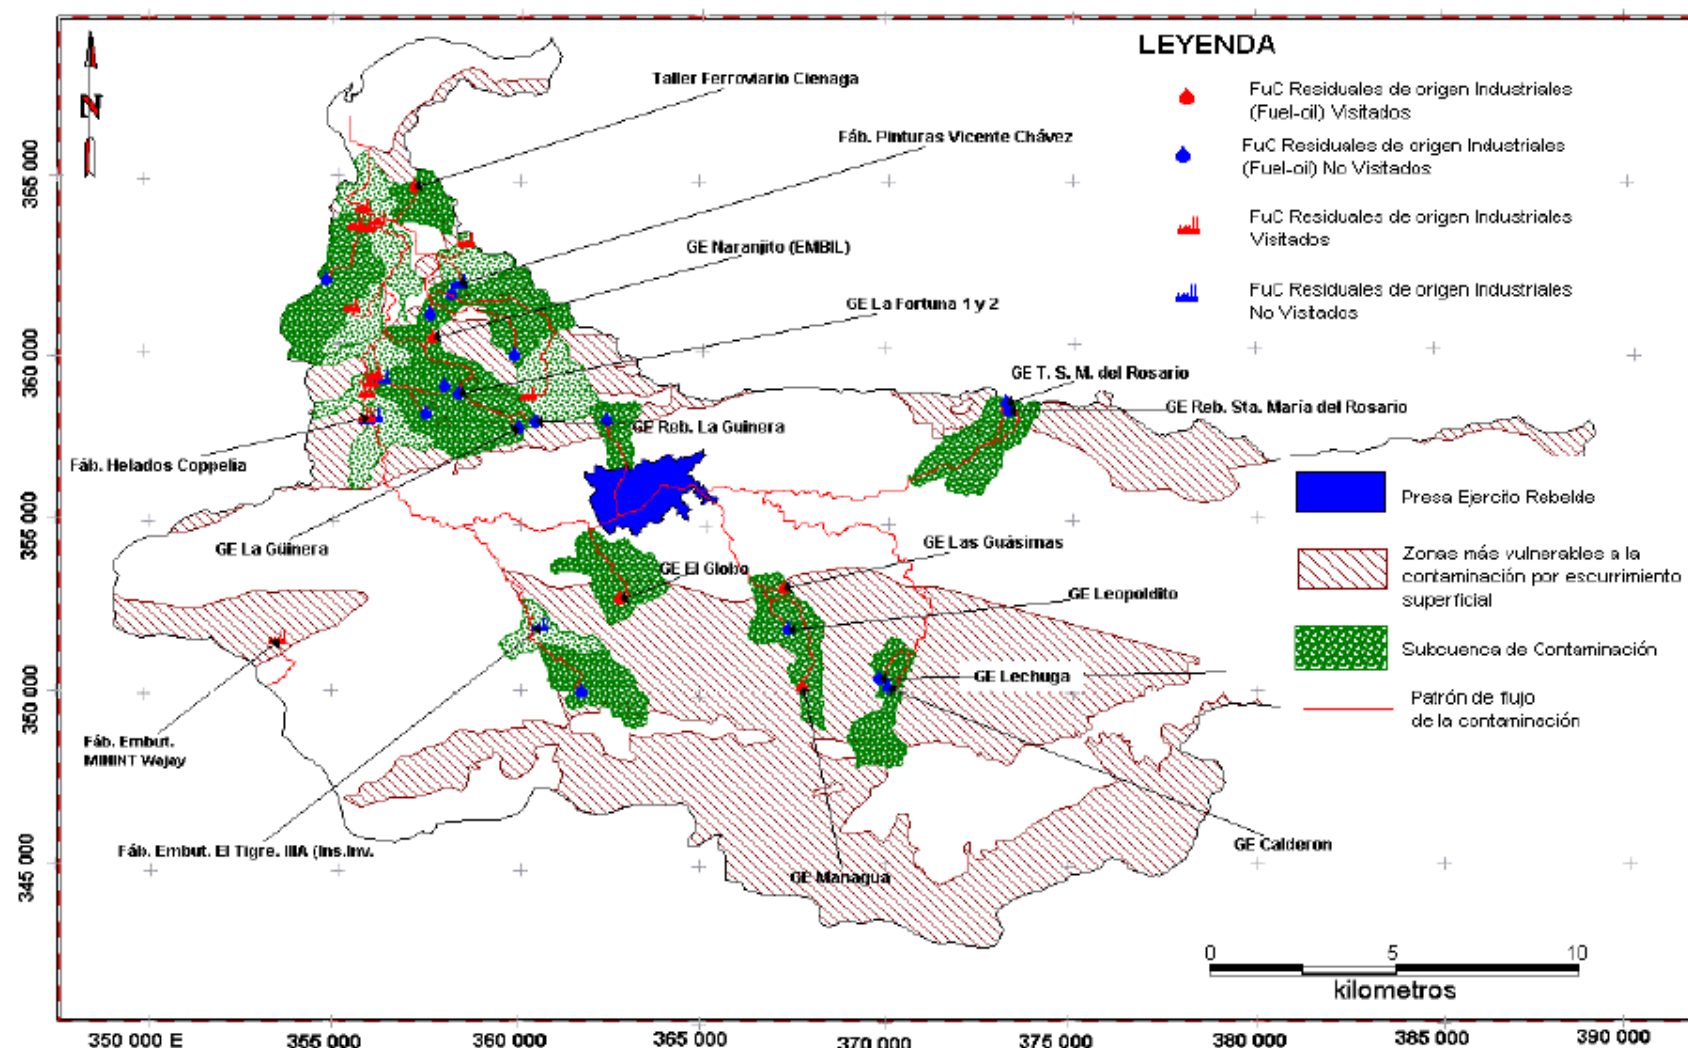 LEYENDA
FuC Residuales de origen Industriales
(Fuel-oil) Visitados
FuC Residuales de origen Industriales
(Fuel-oil) No Visitados
FuC Residuales de origen Industriales
Visitados
FuC Residuales de origen Industriales
No Visitados
Presa Ejercito Rebelde
Zonas más vulnerables a la
contaminación por escurrimiento
superficial
Subcuenca de Contaminación
Patrón de flujo
de la contaminación
N
Taller Ferroviario Cienaga
Fáb. Pinturas Vicente Chávez
GE Naranjito (EMBIL)
GE La Fortuna 1 y 2
GE T. S. M. del Rosario
GE Reb. Sta. María del Rosario
GE Reb. La Guinera
Fáb. Helados Coppelia
GE La Güinera
GE El Globo
GE Las Guásimas
GE Leopoldito
GE Lechuga
Fáb. Embut.
MININT Wajay
Fáb. Embut. El Tigre. IIIA (Ins.Inv.
GE Managua
GE Calderon
0 5 10
kilometros
365 000
360 000
355 000
350 000
345 000
350 000 E 355 000 360 000 365 000 370 000 375 000 380 000 385 000 390 000